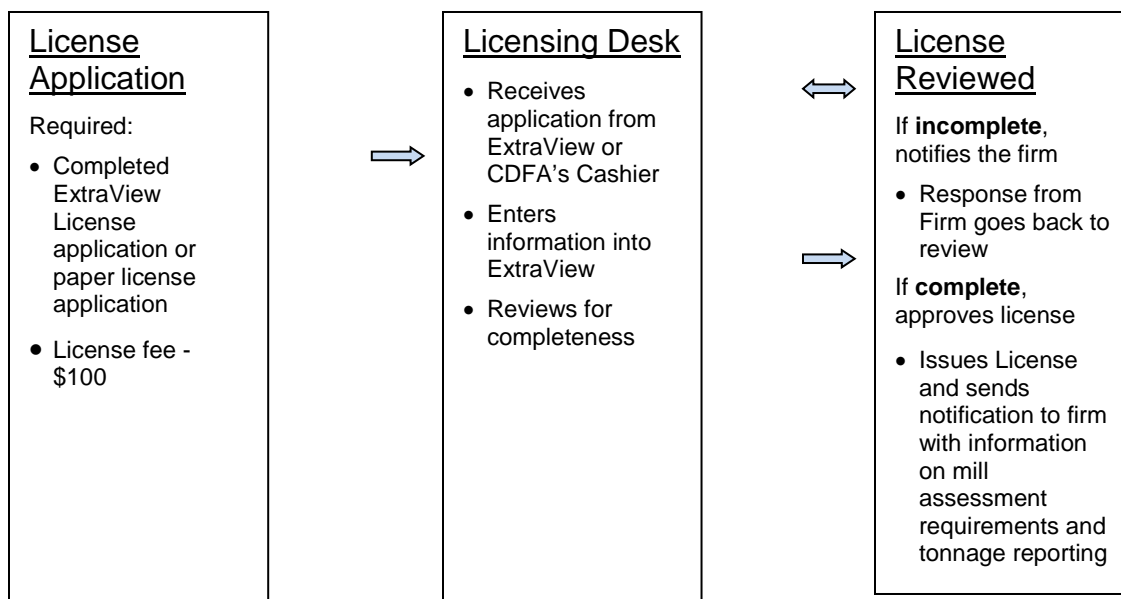 License
Application
Required:
• Completed
ExtraView
License
application or
paper license
application
• License fee -
$100
Licensing Desk
• Receives
application from
ExtraView or
CDFA's Cashier
• Enters
information into
ExtraView
• Reviews for
completeness
License
Reviewed
If incomplete,
notifies the firm
• Response from
Firm goes back to
review
If complete,
approves license
• Issues License
and sends
notification to firm
with information
on mill
assessment
requirements and
tonnage reporting